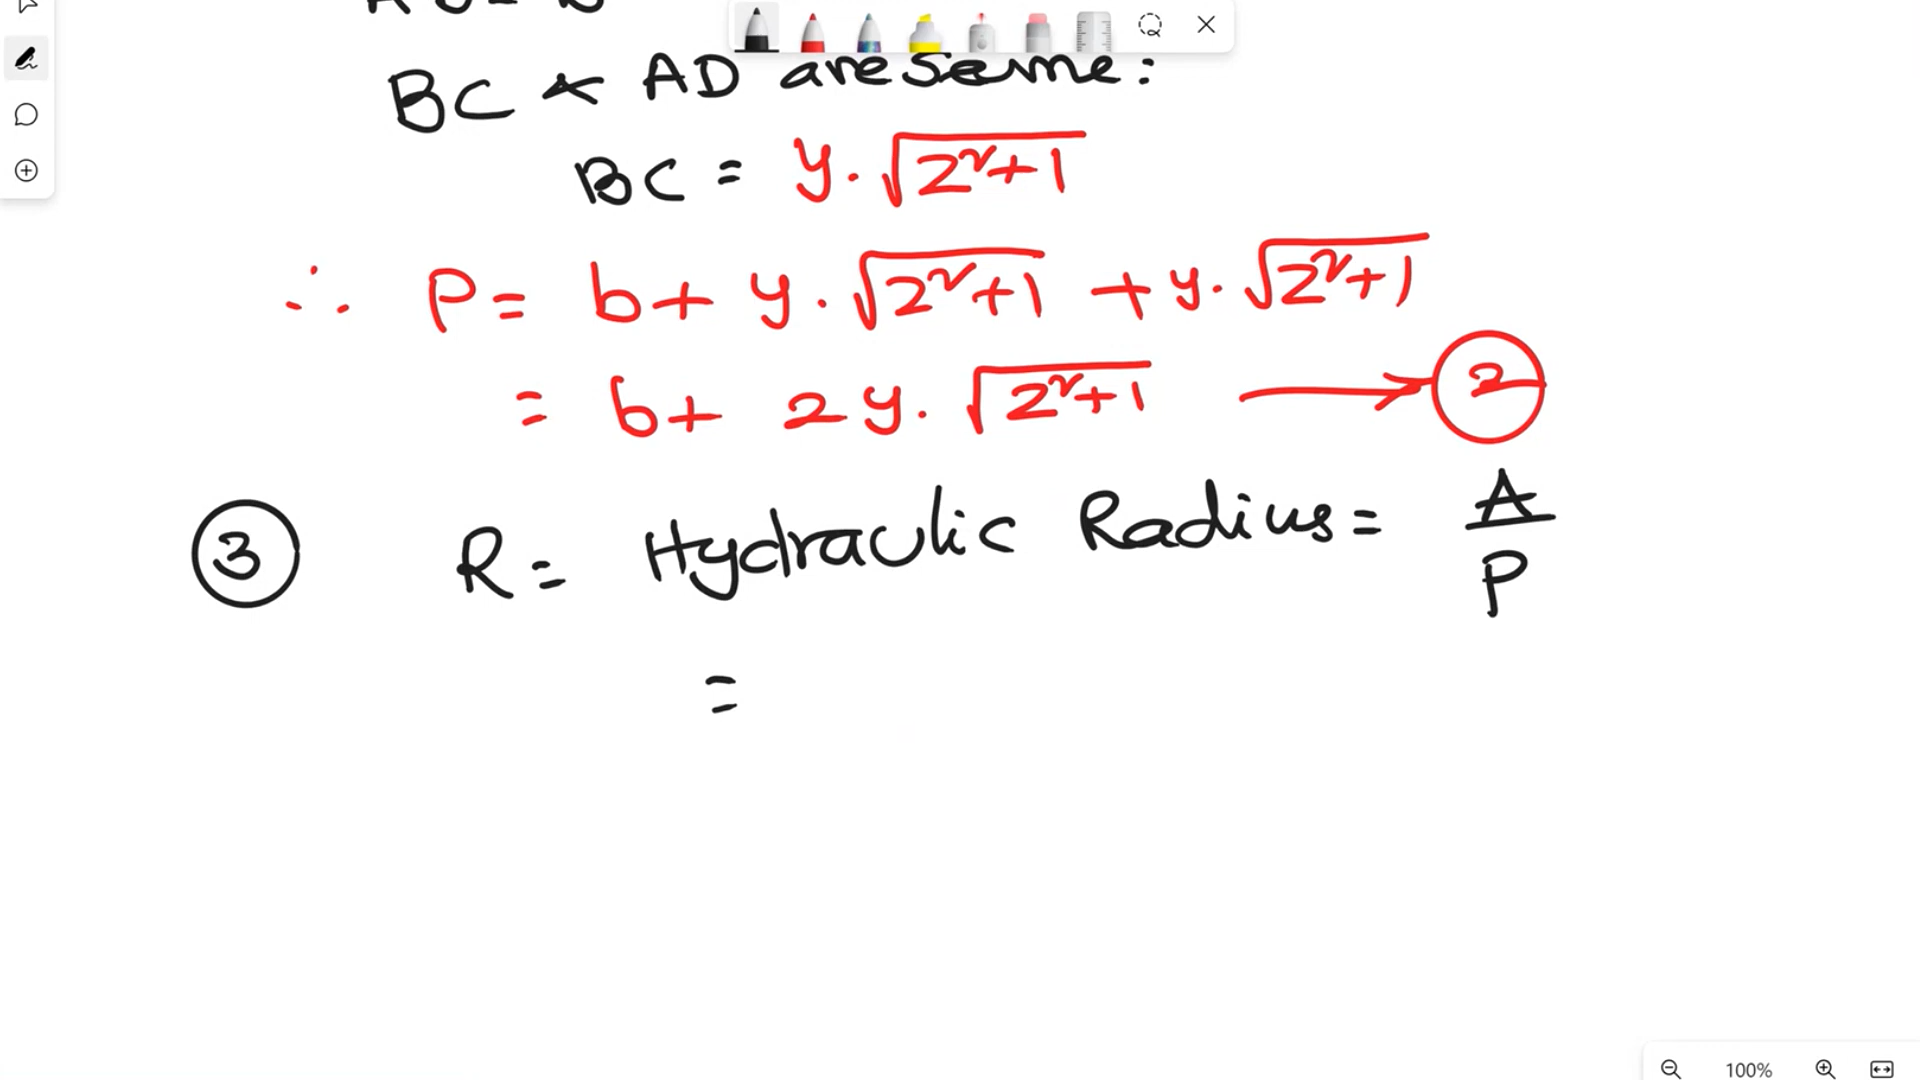 BC & AD are same:
BC = y.√(z²+1)
∴ P = b + y.√(z²+1) + y.√(z²+1)
= b + 2y.√(z²+1) → 2
3 R = Hydraulic Radius = A/P
=
100%